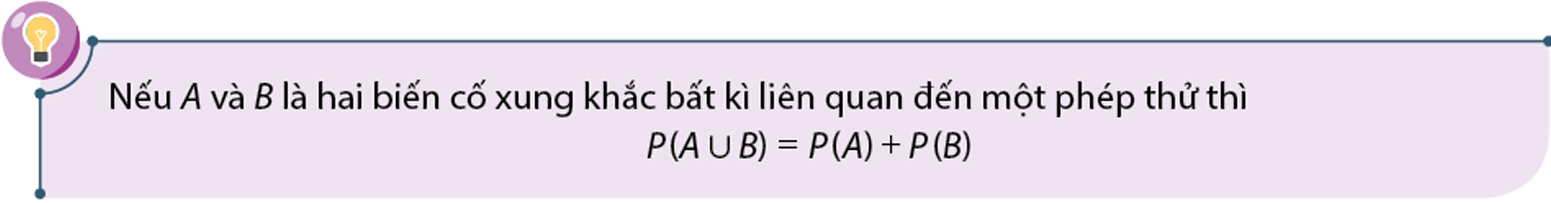 Nếu A và B là hai biến cố xung khắc bất kì liên quan đến một phép thử thì
P(A ∪ B) = P(A) + P(B)